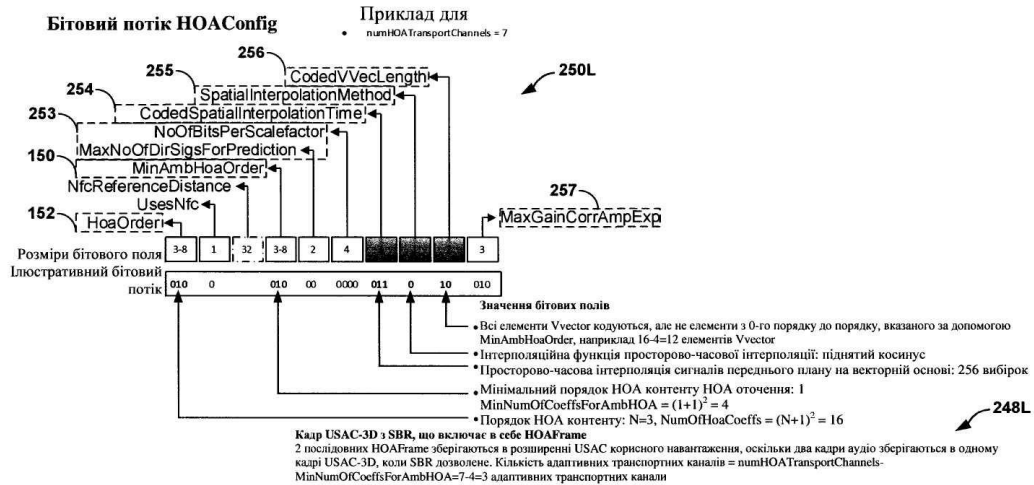 Бітовий потік HOAConfig
Приклад для
• numHOATransportChannels = 7
256
CodedVVecLength
250L
255
SpatialInterpolationMethod
254
CodedSpatialInterpolationTime
253
NoOfBitsPerScalefactor
MaxNoOfDirSigsForPrediction
150
MinAmbHoaOrder
NfcReferenceDistance
257
UsesNfc
MaxGainCorrAmpExp
152
HoaOrder
Розміри бітового поля 3-8 1 32 3-8 2 4 3
Ілюстративний бітовий
потік 010 0 010 00 0000 011 0 10 010
Значення бітових полів
• Всі елементи Vvector кодуються, але не елементи з 0-го порядку до порядку, вказаного за допомогою
MinAmbHoaOrder, наприклад 16-4=12 елементів Vvector
• Інтерполяційна функція просторово-часової інтерполяції: піднятий косинус
• Просторово-часова інтерполяція сигналів переднього плану на векторній основі: 256 вибірок
• Мінімальний порядок HOA контенту HOA оточення: 1
MinNumOfCoeffsForAmbHOA = (1+1)² = 4
• Порядок HOA контенту: N=3, NumOfHoaCoeffs = (N+1)² = 16
248L
Кадр USAC-3D з SBR, що включає в себе HOAFrame
2 послідовних HOAFrame зберігаються в розширенні USAC корисного навантаження, оскільки два кадри аудіо зберігаються в одному
кадрі USAC-3D, коли SBR дозволене. Кількість адаптивних транспортних каналів = numHOATransportChannels-
MinNumOfCoeffsForAmbHOA=7-4=3 адаптивних транспортних канали